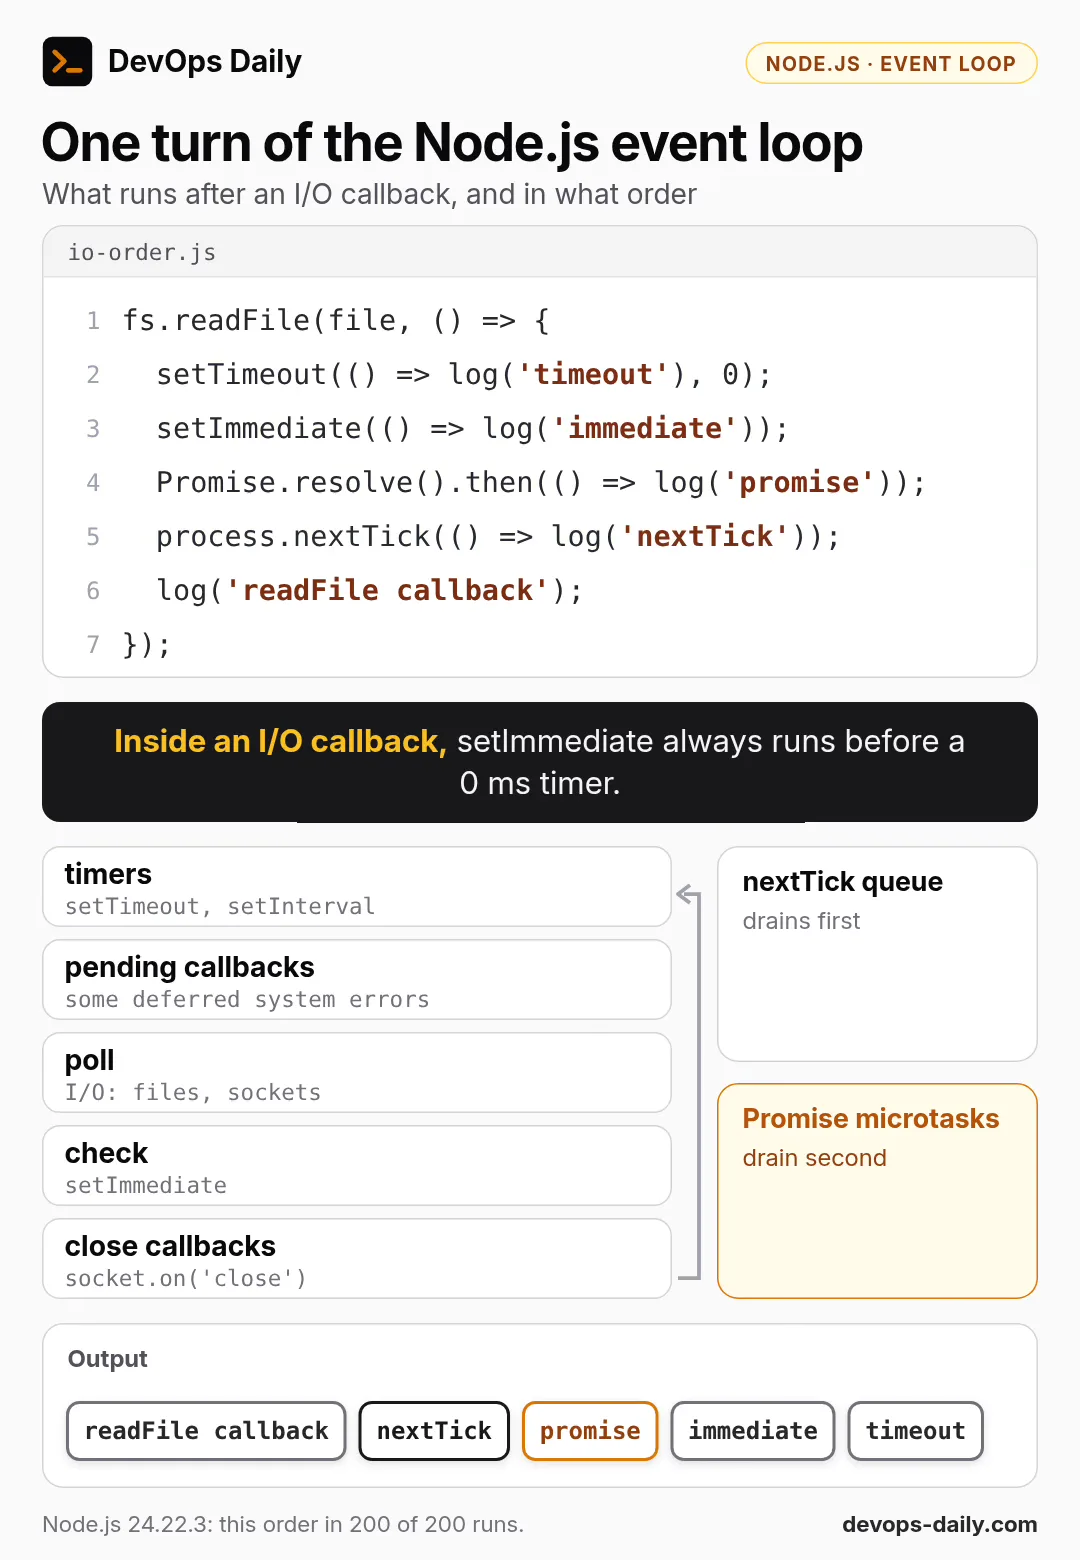 DevOps Daily
NODE.JS · EVENT LOOP
One turn of the Node.js event loop
What runs after an I/O callback, and in what order
io-order.js
1 fs.readFile(file, () => {
2   setTimeout(() => log('timeout'), 0);
3   setImmediate(() => log('immediate'));
4   Promise.resolve().then(() => log('promise'));
5   process.nextTick(() => log('nextTick'));
6   log('readFile callback');
7 });
Inside an I/O callback, setImmediate always runs before a
0 ms timer.
timers
setTimeout, setInterval
pending callbacks
some deferred system errors
poll
I/O: files, sockets
check
setImmediate
close callbacks
socket.on('close')
nextTick queue
drains first
Promise microtasks
drain second
Output
readFile callback nextTick promise immediate timeout
Node.js 24.22.3: this order in 200 of 200 runs.
devops-daily.com